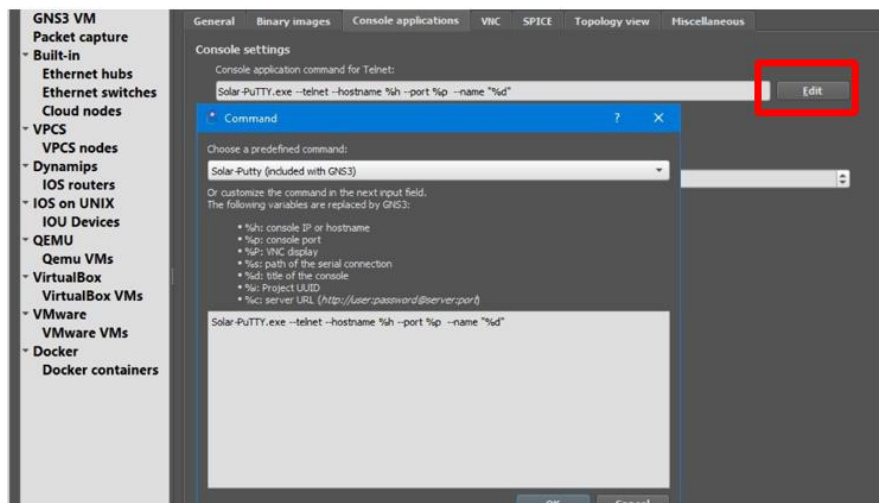 GNS3 VM
Packet capture
Built-in
Ethernet hubs
Ethernet switches
Cloud nodes
VPCS
VPCS nodes
Dynamips
IOS routers
IOS on UNIX
IOU Devices
QEMU
Qemu VMs
VirtualBox
VirtualBox VMs
VMware
VMware VMs
Docker
Docker containers
General Binary images Console applications VNC SPICE Topology view Miscellaneous
Console settings
Console application command for Telnet:
Solar-PuTTY.exe --telnet --hostname %h --port %p --name "%d"
Edit
Command ?
Choose a predefined command:
Solar-Putty (included with GNS3)
Or customize the command in the next input field.
The following variables are replaced by GNS3:
• %h: console IP or hostname
• %p: console port
• %P: VNC display
• %s: path of the serial connection
• %d: title of the console
• %i: Project UUID
• %c: server URL (http://user:password@server:port)
Solar-PuTTY.exe --telnet --hostname %h --port %p --name "%d"
OK Cancel